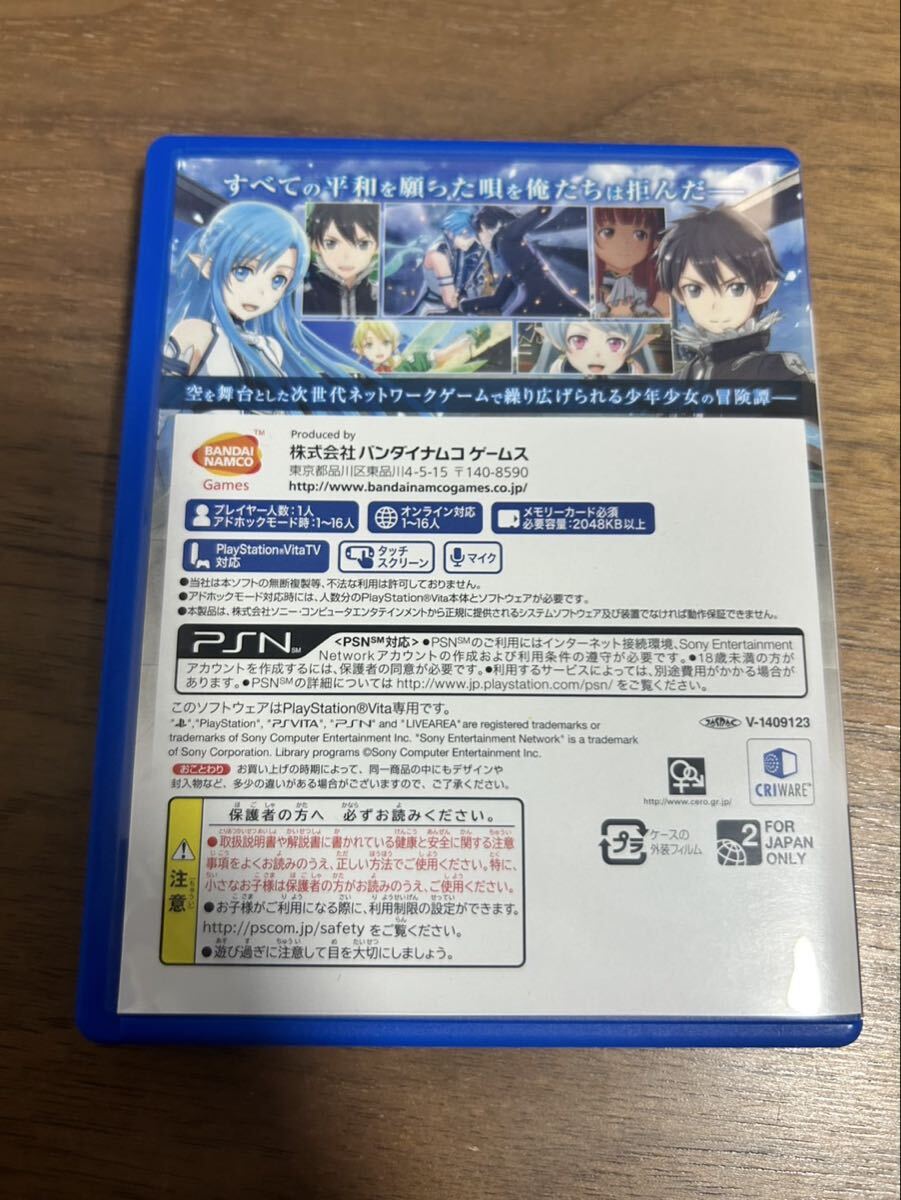 すべての平和を願った唄を俺たちは拒んだ——
空を舞台とした次世代ネットワークゲームで繰り広げられる少年少女の冒険譚—
BANDAI
NAMCO
Games
TM
Produced by
株式会社 バンダイナムコ ゲームス
東京都品川区東品川4-5-15 〒140-8590
http://www.bandainamcogames.co.jp/
プレイヤー人数:1人
アドホックモード時:1〜16人
オンライン対応
1〜16人
メモリーカード必須
必要容量:2048KB以上
PlayStation®VitaTV
対応
タッチ
スクリーン
マイク
●当社は本ソフトの無断複製等、不法な利用は許可しておりません。
●アドホックモード対応時には、人数分のPlayStation®Vita本体とソフトウェアが必要です。
●本製品は、株式会社ソニー・コンピュータエンタテインメントから正規に提供されるシステムソフトウェア及び装置でなければ動作保証できません。
PSN℠
<PSN℠対応> ●PSN℠のご利用にはインターネット接続環境、Sony Entertainment
Networkアカウントの作成および利用条件の遵守が必要です。●18歳未満の方が
アカウントを作成するには、保護者の同意が必要です。●利用するサービスによっては、別途費用がかかる場合が
あります。●PSN℠の詳細については http://www.jp.playstation.com/psn/ をご覧ください。
このソフトウェアはPlayStation®Vita専用です。
"", "PlayStation", "PSVITA", "PSN" and "LIVEAREA" are registered trademarks or
trademarks of Sony Computer Entertainment Inc. "Sony Entertainment Network" is a trademark
of Sony Corporation. Library programs ©Sony Computer Entertainment Inc.
JASRAC V-1409123
おことわり お買い上げの時期によって、同一商品の中にもデザインや
封入物など、多少の違いがある場合がございますので、ご了承ください。
http://www.cero.gr.jp/
CRIWARE™
注意
(ちゅうい)
保護者の方へ 必ずお読みください。
●取扱説明書や解説書に書かれている健康と安全に関する注意
事項をよくお読みのうえ、正しい方法でご使用ください。特に、
小さなお子様は保護者の方がお読みのうえ、ご使用ください。
●お子様がご利用になる際に、利用制限の設定ができます。
http://pscom.jp/safety をご覧ください。
●遊び過ぎに注意して目を大切にしましょう。
プラ
ケースの
外装フィルム
2
FOR
JAPAN
ONLY